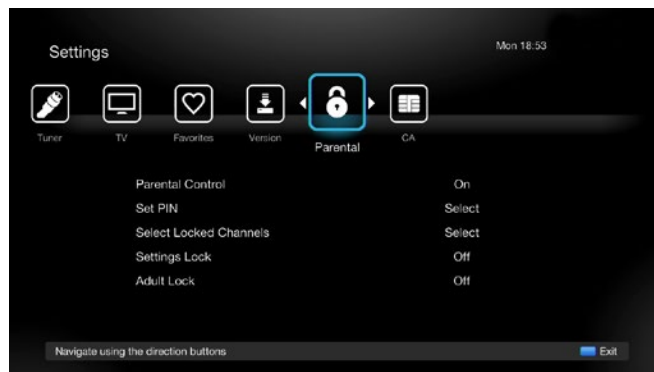 Settings
Mon 18:53
Tuner TV Favorites Version Parental CA
Parental Control On
Set PIN Select
Select Locked Channels Select
Settings Lock Off
Adult Lock Off
Navigate using the direction buttons Exit